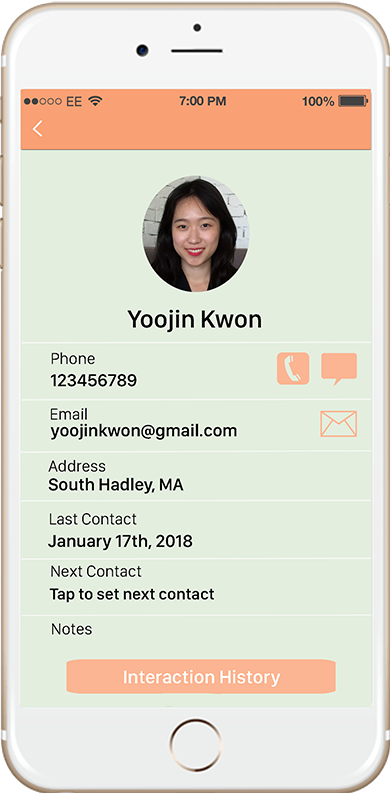 EE 7:00 PM 100%
Yoojin Kwon
Phone
123456789
Email
yoojinkwon@gmail.com
Address
South Hadley, MA
Last Contact
January 17th, 2018
Next Contact
Tap to set next contact
Notes
Interaction History